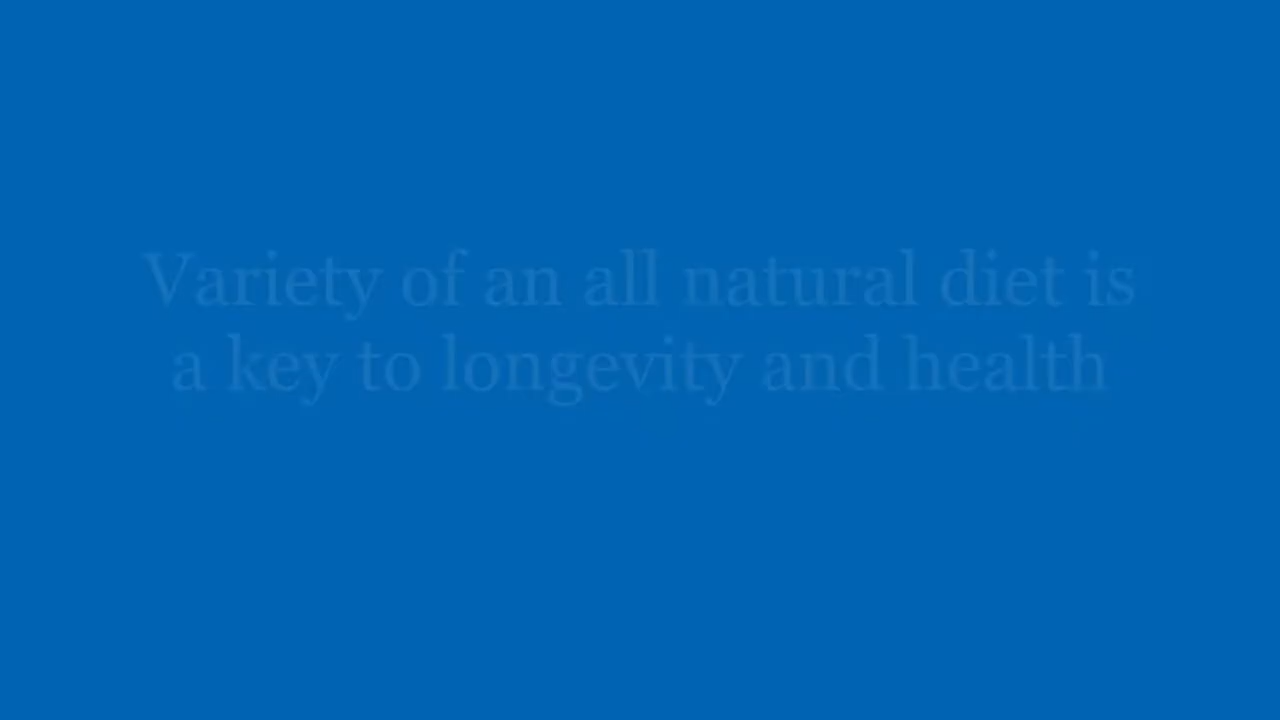 Variety of an all natural diet is
a key to longevity and health